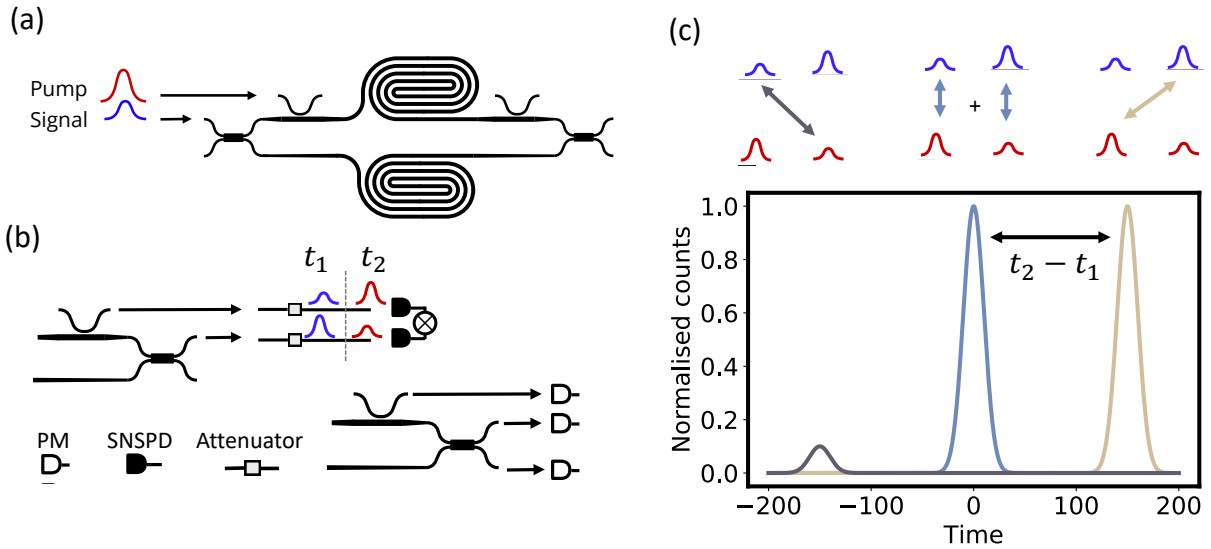 (a)
Pump
Signal
(b)
t₁ t₂
PM SNSPD Attenuator
(c)
+
t₂ − t₁
Normalised counts
1.0
0.8
0.6
0.4
0.2
0.0
−200 −100 0 100 200
Time